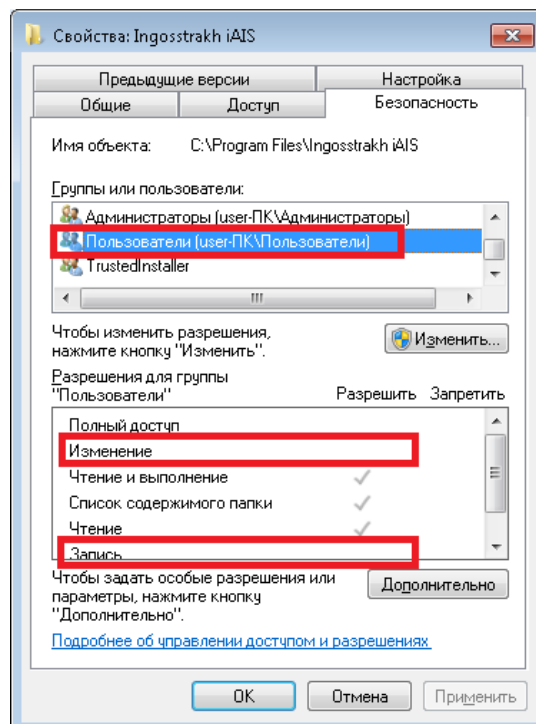 Свойства: Ingosstrakh iAIS
Предыдущие версии Настройка
Общие Доступ Безопасность
Имя объекта: C:\Program Files\Ingosstrakh iAIS
Группы или пользователи:
Администраторы (user-ПК\Администраторы)
Пользователи (user-ПК\Пользователи)
TrustedInstaller
Чтобы изменить разрешения,
нажмите кнопку "Изменить".
Изменить...
Разрешения для группы
"Пользователи" Разрешить Запретить
Полный доступ
Изменение
Чтение и выполнение
Список содержимого папки
Чтение
Запись
Чтобы задать особые разрешения или
параметры, нажмите кнопку
"Дополнительно".
Дополнительно
Подробнее об управлении доступом и разрешениях
ОК Отмена Применить